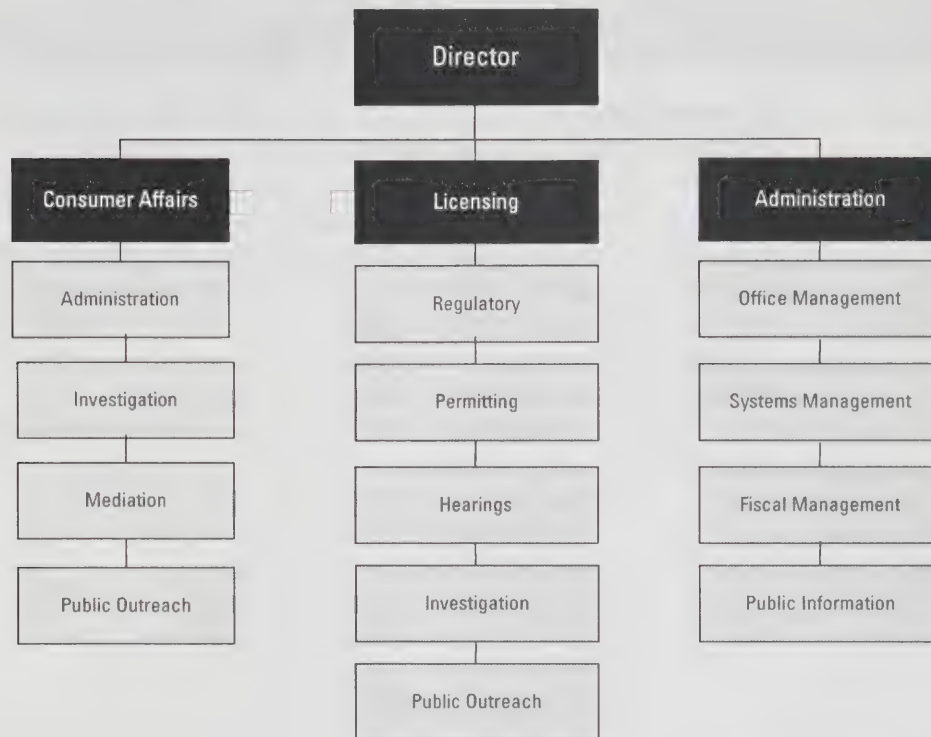 Director
Consumer Affairs
Licensing
Administration
Administration
Regulatory
Office Management
Investigation
Permitting
Systems Management
Mediation
Hearings
Fiscal Management
Public Outreach
Investigation
Public Information
Public Outreach